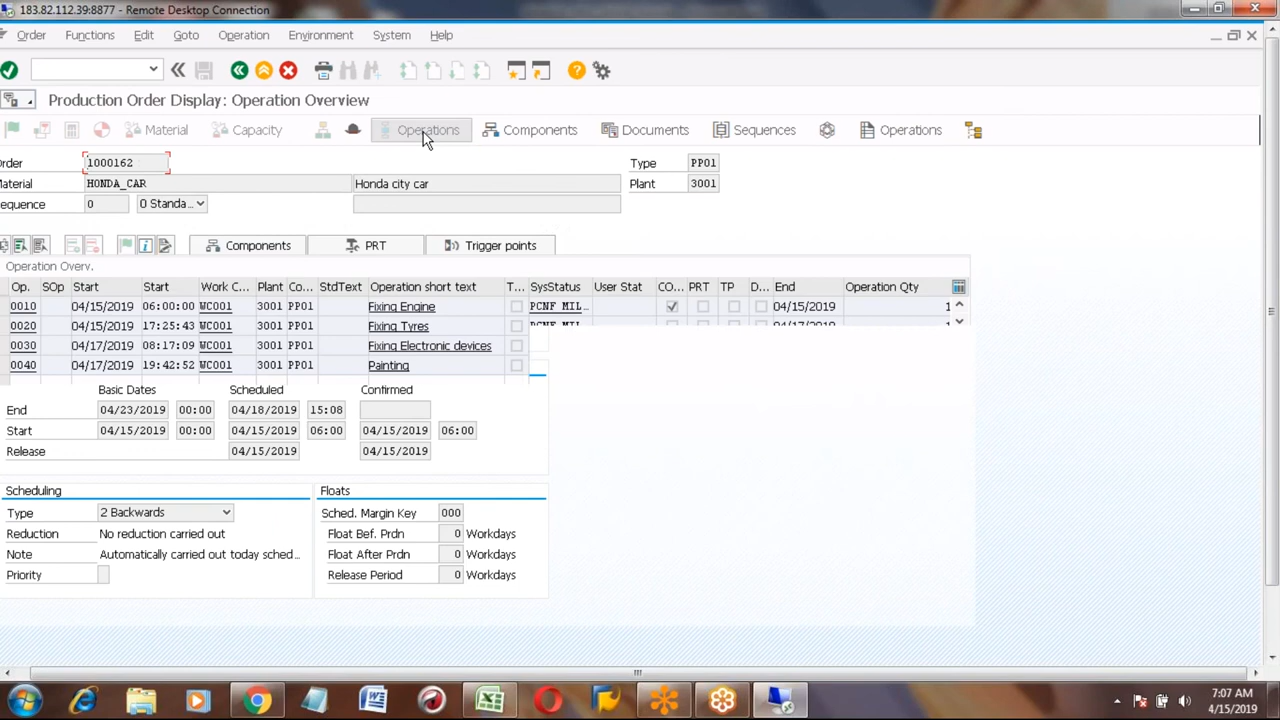 183.82.112.39:8877 - Remote Desktop Connection
Order Functions Edit Goto Operation Environment System Help
Production Order Display: Operation Overview
Material Capacity Operations Components Documents Sequences Operations
Order 1000162 Type PP01
Material HONDA_CAR Honda city car Plant 3001
Sequence 0 0 Standa...
Components PRT Trigger points
Operation Overv.
Op. SOp Start Start Work C... Plant Co... StdText Operation short text T... SysStatus User Stat CO... PRT TP D... End Operation Qty
0010 04/15/2019 06:00:00 WC001 3001 PP01 Fixing Engine PCNF MIL... 04/15/2019 1
0020 04/15/2019 17:25:43 WC001 3001 PP01 Fixing Tyres PCNF MIL... 04/17/2019 1
0030 04/17/2019 08:17:09 WC001 3001 PP01 Fixing Electronic devices
0040 04/17/2019 19:42:52 WC001 3001 PP01 Painting
Basic Dates Scheduled Confirmed
End 04/23/2019 00:00 04/18/2019 15:08
Start 04/15/2019 00:00 04/15/2019 06:00 04/15/2019 06:00
Release 04/15/2019 04/15/2019
Scheduling Floats
Type 2 Backwards Sched. Margin Key 000
Reduction No reduction carried out Float Bef. Prdn 0 Workdays
Note Automatically carried out today sched... Float After Prdn 0 Workdays
Priority Release Period 0 Workdays
7:07 AM
4/15/2019